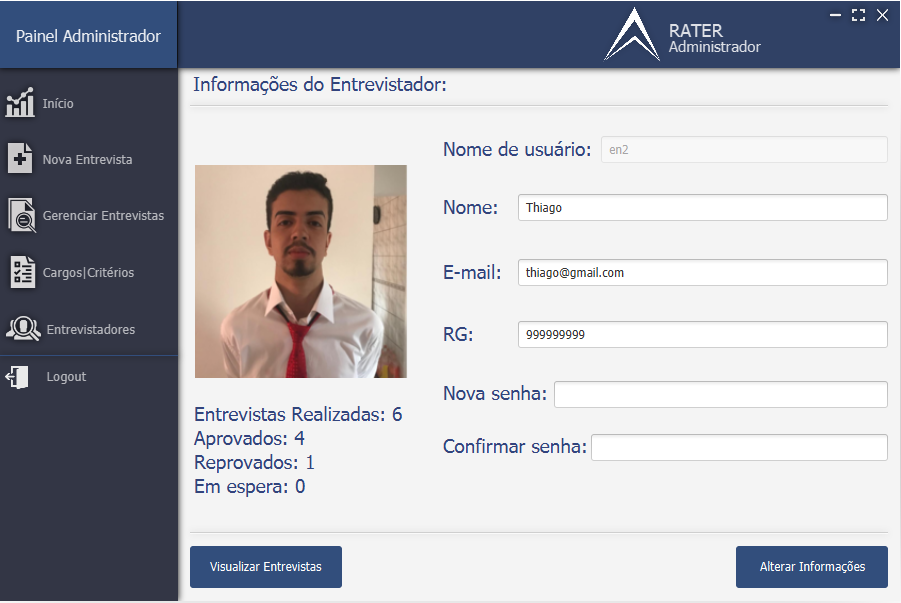 Painel Administrador
RATER
Administrador
Início
Nova Entrevista
Gerenciar Entrevistas
Cargos|Critérios
Entrevistadores
Logout
Informações do Entrevistador:
Nome de usuário: en2
Nome: Thiago
E-mail: thiago@gmail.com
RG: 999999999
Nova senha:
Confirmar senha:
Entrevistas Realizadas: 6
Aprovados: 4
Reprovados: 1
Em espera: 0
Visualizar Entrevistas
Alterar Informações